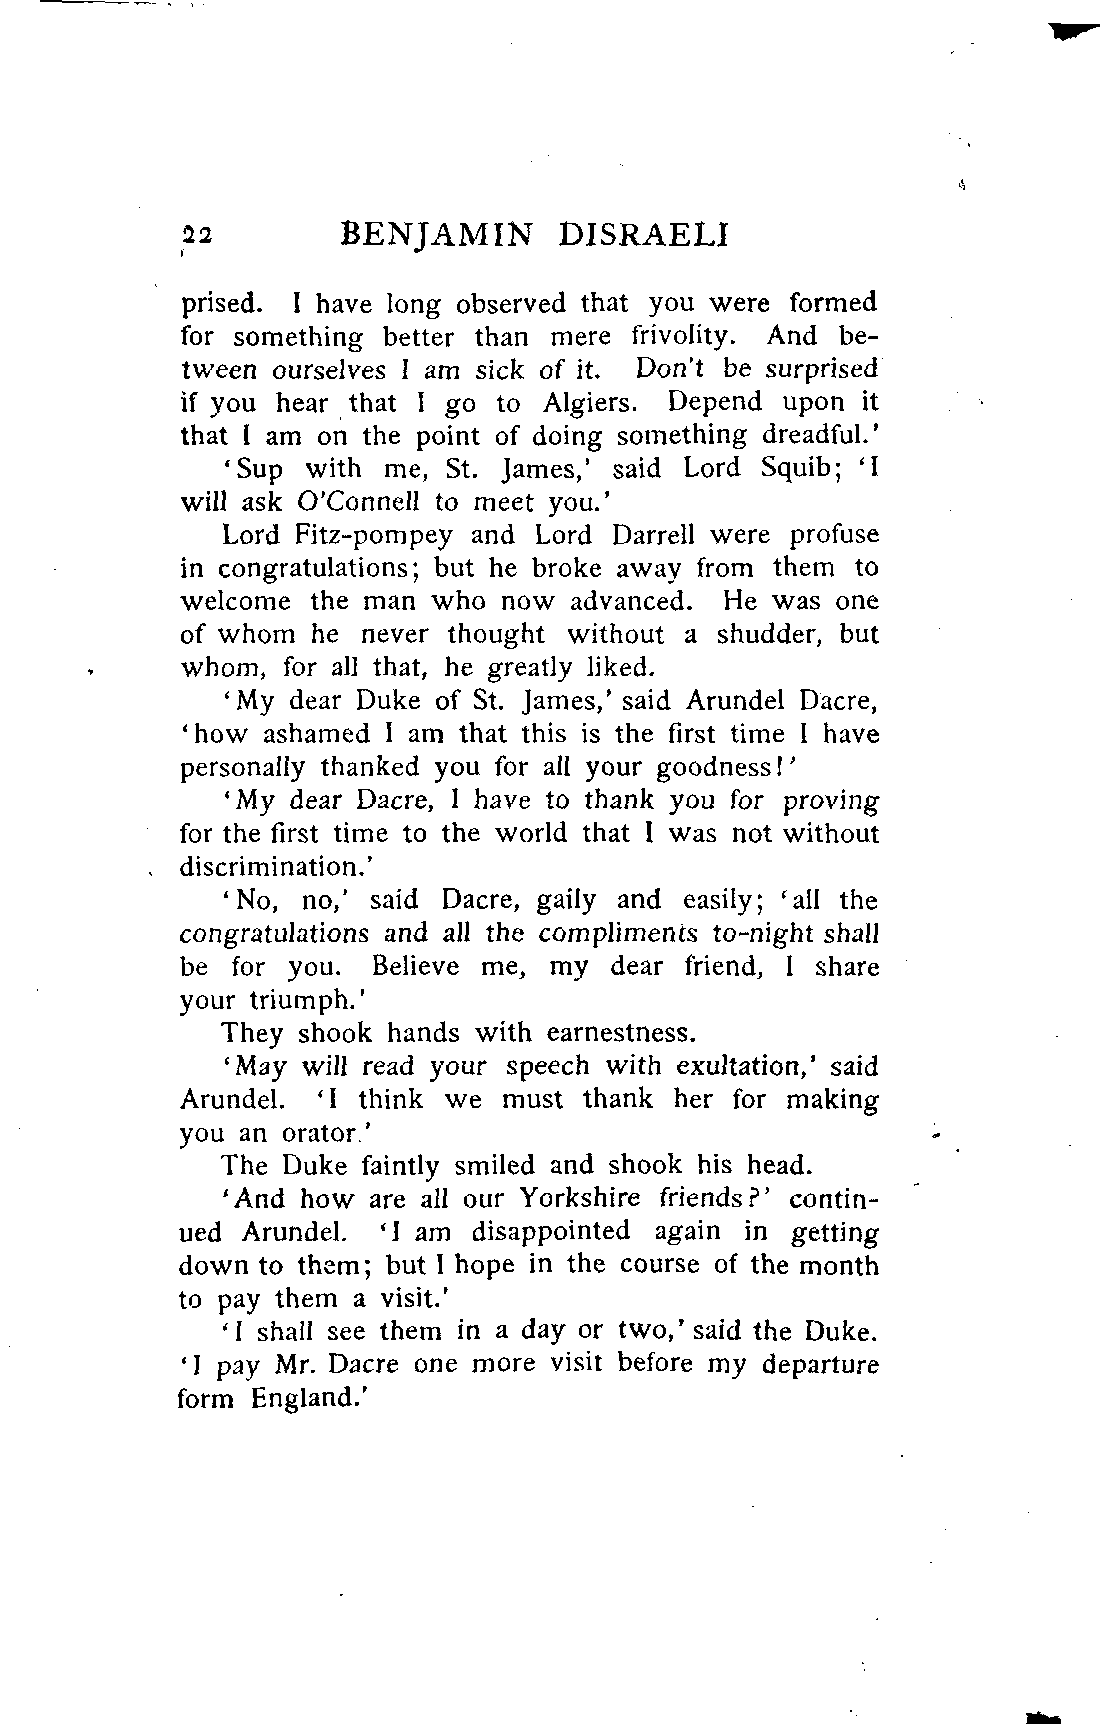 22 BENJAMIN DISRAELI
prised. I have long observed that you were formed
for something better than mere frivolity. And be-
tween ourselves I am sick of it. Don't be surprised
if you hear that I go to Algiers. Depend upon it
that I am on the point of doing something dreadful.'
'Sup with me, St. James,' said Lord Squib; 'I
will ask O'Connell to meet you.'
Lord Fitz-pompey and Lord Darrell were profuse
in congratulations; but he broke away from them to
welcome the man who now advanced. He was one
of whom he never thought without a shudder, but
whom, for all that, he greatly liked.
'My dear Duke of St. James,' said Arundel Dacre,
'how ashamed I am that this is the first time I have
personally thanked you for all your goodness!'
'My dear Dacre, I have to thank you for proving
for the first time to the world that I was not without
discrimination.'
'No, no,' said Dacre, gaily and easily; 'all the
congratulations and all the compliments to-night shall
be for you. Believe me, my dear friend, I share
your triumph.'
They shook hands with earnestness.
'May will read your speech with exultation,' said
Arundel. 'I think we must thank her for making
you an orator.'
The Duke faintly smiled and shook his head.
'And how are all our Yorkshire friends?' contin-
ued Arundel. 'I am disappointed again in getting
down to them; but I hope in the course of the month
to pay them a visit.'
'I shall see them in a day or two,' said the Duke.
'I pay Mr. Dacre one more visit before my departure
form England.'